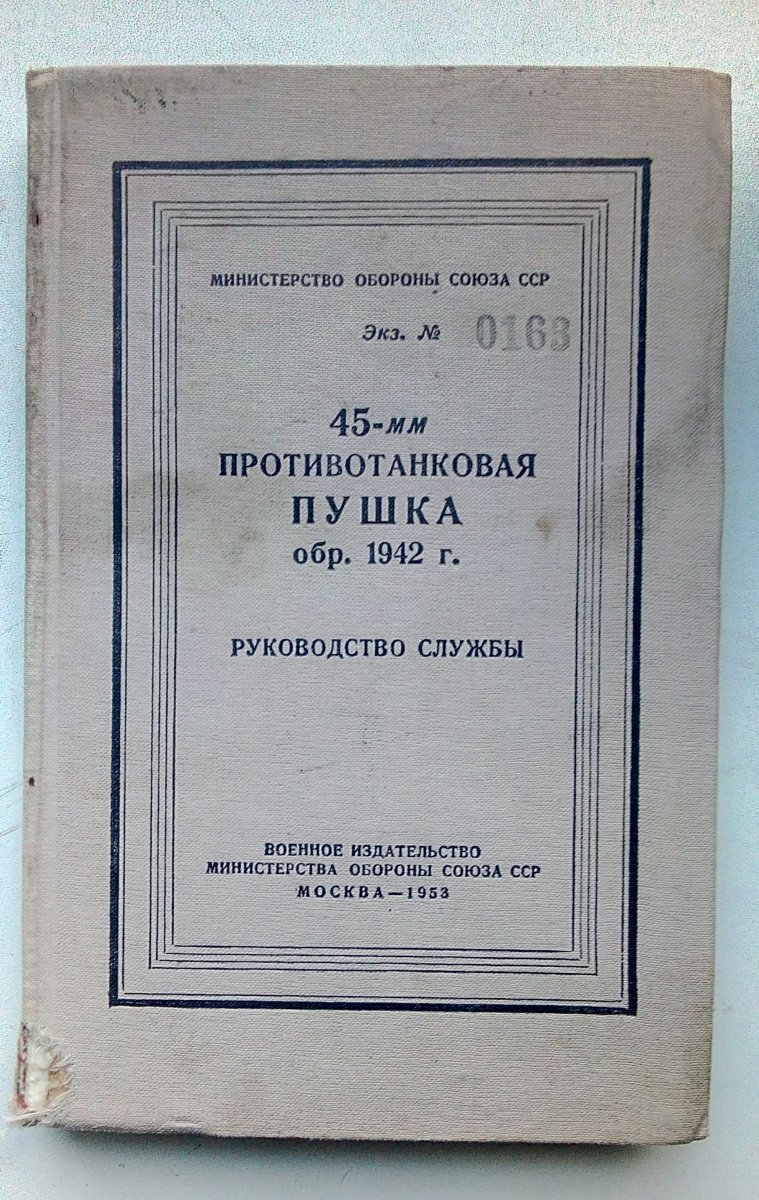 МИНИСТЕРСТВО ОБОРОНЫ СОЮЗА ССР
Экз. № 0163
45-мм
ПРОТИВОТАНКОВАЯ
ПУШКА
обр. 1942 г.
РУКОВОДСТВО СЛУЖБЫ
ВОЕННОЕ ИЗДАТЕЛЬСТВО
МИНИСТЕРСТВА ОБОРОНЫ СОЮЗА ССР
МОСКВА—1953